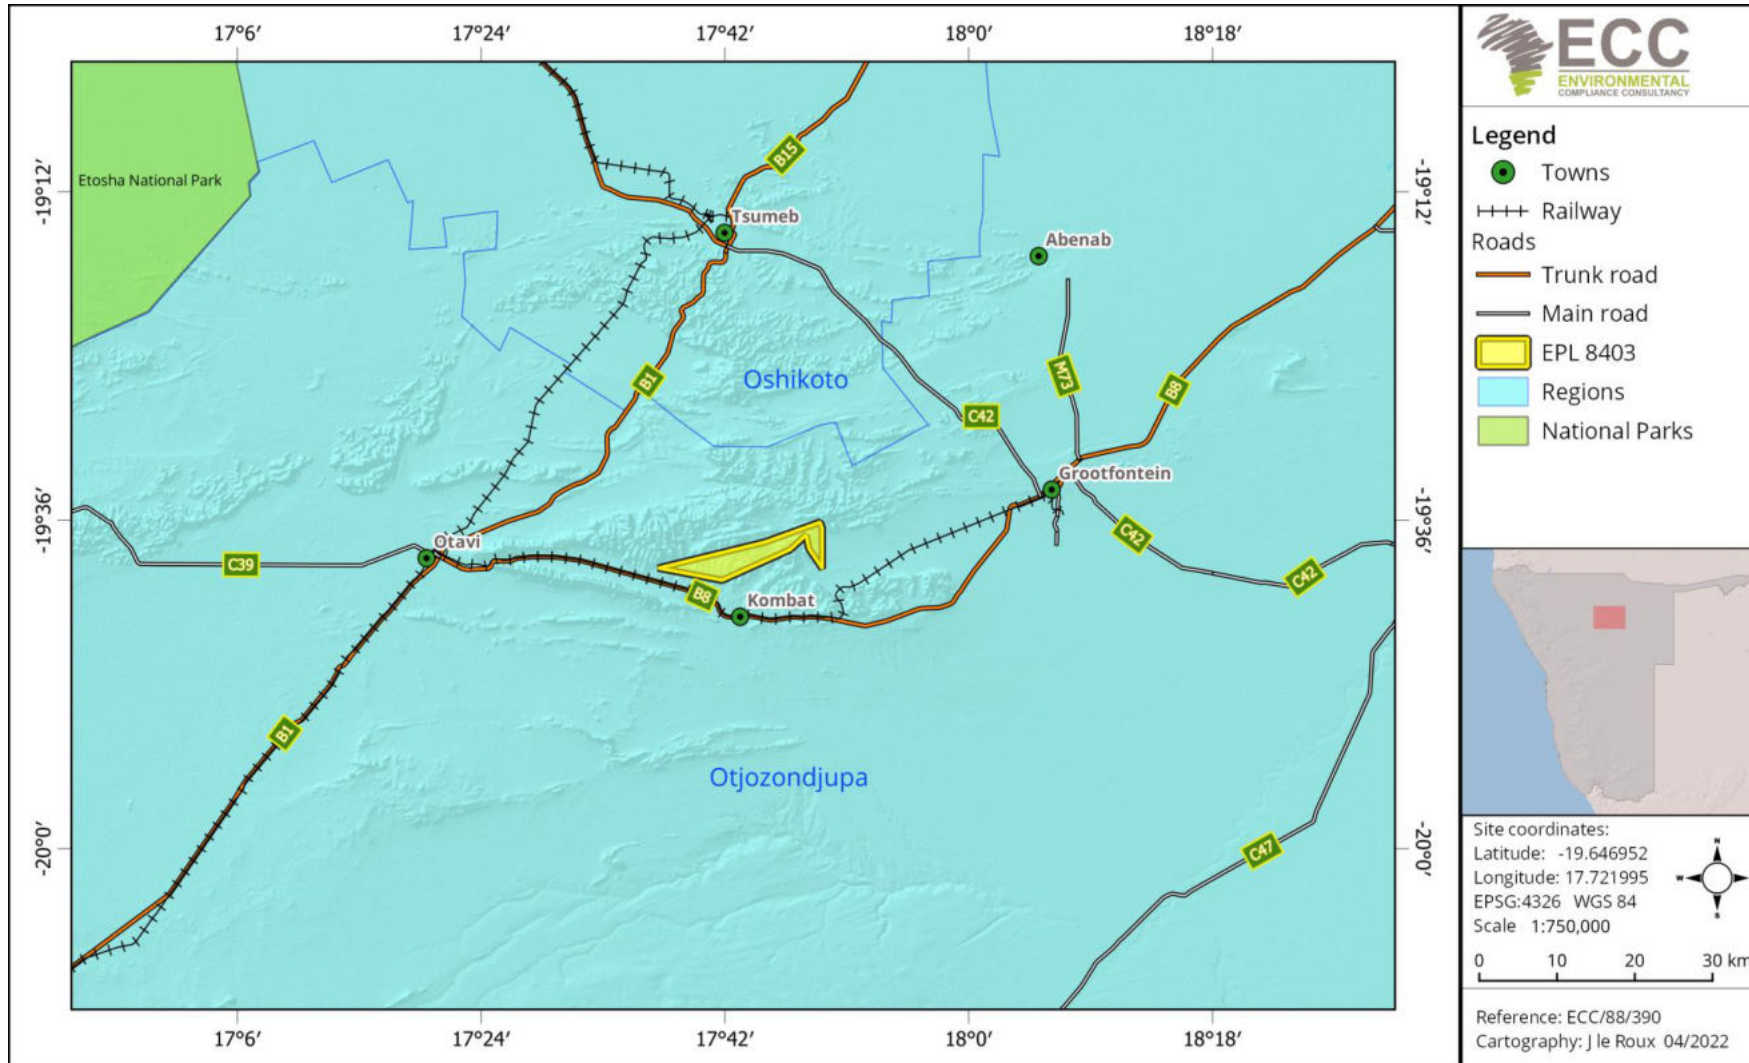 17°6′ 17°24′ 17°42′ 18°0′ 18°18′
Etosha National Park
-19°12′
-19°12′
B15
Tsumeb
Abenab
B1
Oshikoto
M73
B8
C42
Grootfontein
-19°36′
-19°36′
Otavi
C39
C42
C42
B8
Kombat
B1
Otjozondjupa
-20°0′
-20°0′
C47
17°6′ 17°24′ 17°42′ 18°0′ 18°18′
ECC
ENVIRONMENTAL
COMPLIANCE CONSULTANCY
Legend
Towns
Railway
Roads
Trunk road
Main road
EPL 8403
Regions
National Parks
Site coordinates:
Latitude: -19.646952
Longitude: 17.721995
EPSG:4326 WGS 84
Scale 1:750,000
N
W
S
0 10 20 30 km
Reference: ECC/88/390
Cartography: J le Roux 04/2022